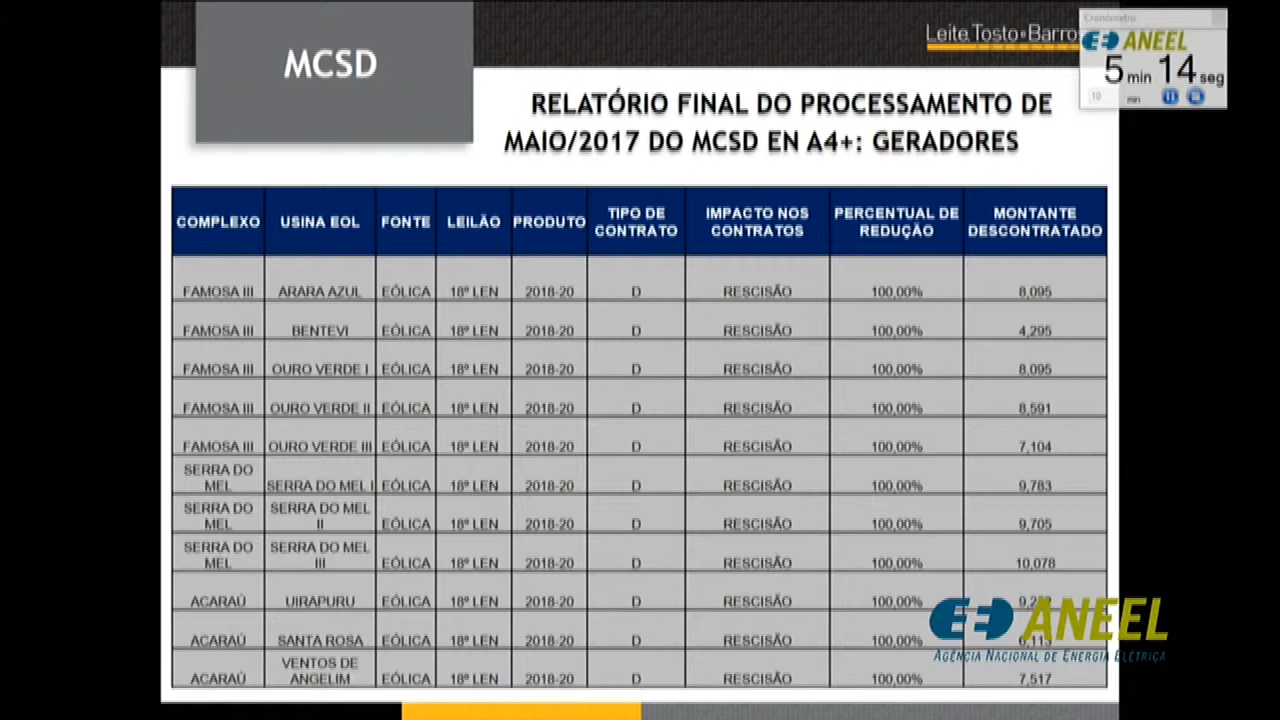 MCSD
Leite, Tosto e Barros
Cronômetro
ANEEL
5 min 14 seg
10 min
RELATÓRIO FINAL DO PROCESSAMENTO DE
MAIO/2017 DO MCSD EN A4+: GERADORES
COMPLEXO USINA EOL FONTE LEILÃO PRODUTO TIPO DE CONTRATO IMPACTO NOS CONTRATOS PERCENTUAL DE REDUÇÃO MONTANTE DESCONTRATADO
FAMOSA III ARARA AZUL EÓLICA 18º LEN 2018-20 D RESCISÃO 100,00% 8,095
FAMOSA III BENTEVI EÓLICA 18º LEN 2018-20 D RESCISÃO 100,00% 4,295
FAMOSA III OURO VERDE I EÓLICA 18º LEN 2018-20 D RESCISÃO 100,00% 8,095
FAMOSA III OURO VERDE II EÓLICA 18º LEN 2018-20 D RESCISÃO 100,00% 8,591
FAMOSA III OURO VERDE III EÓLICA 18º LEN 2018-20 D RESCISÃO 100,00% 7,104
SERRA DO MEL SERRA DO MEL I EÓLICA 18º LEN 2018-20 D RESCISÃO 100,00% 9,783
SERRA DO MEL SERRA DO MEL II EÓLICA 18º LEN 2018-20 D RESCISÃO 100,00% 9,705
SERRA DO MEL SERRA DO MEL III EÓLICA 18º LEN 2018-20 D RESCISÃO 100,00% 10,078
ACARAÚ UIRAPURU EÓLICA 18º LEN 2018-20 D RESCISÃO 100,00%
ACARAÚ SANTA ROSA EÓLICA 18º LEN 2018-20 D RESCISÃO 100,00%
ACARAÚ VENTOS DE ANGELIM EÓLICA 18º LEN 2018-20 D RESCISÃO 100,00% 7,517
ANEEL
AGÊNCIA NACIONAL DE ENERGIA ELÉTRICA